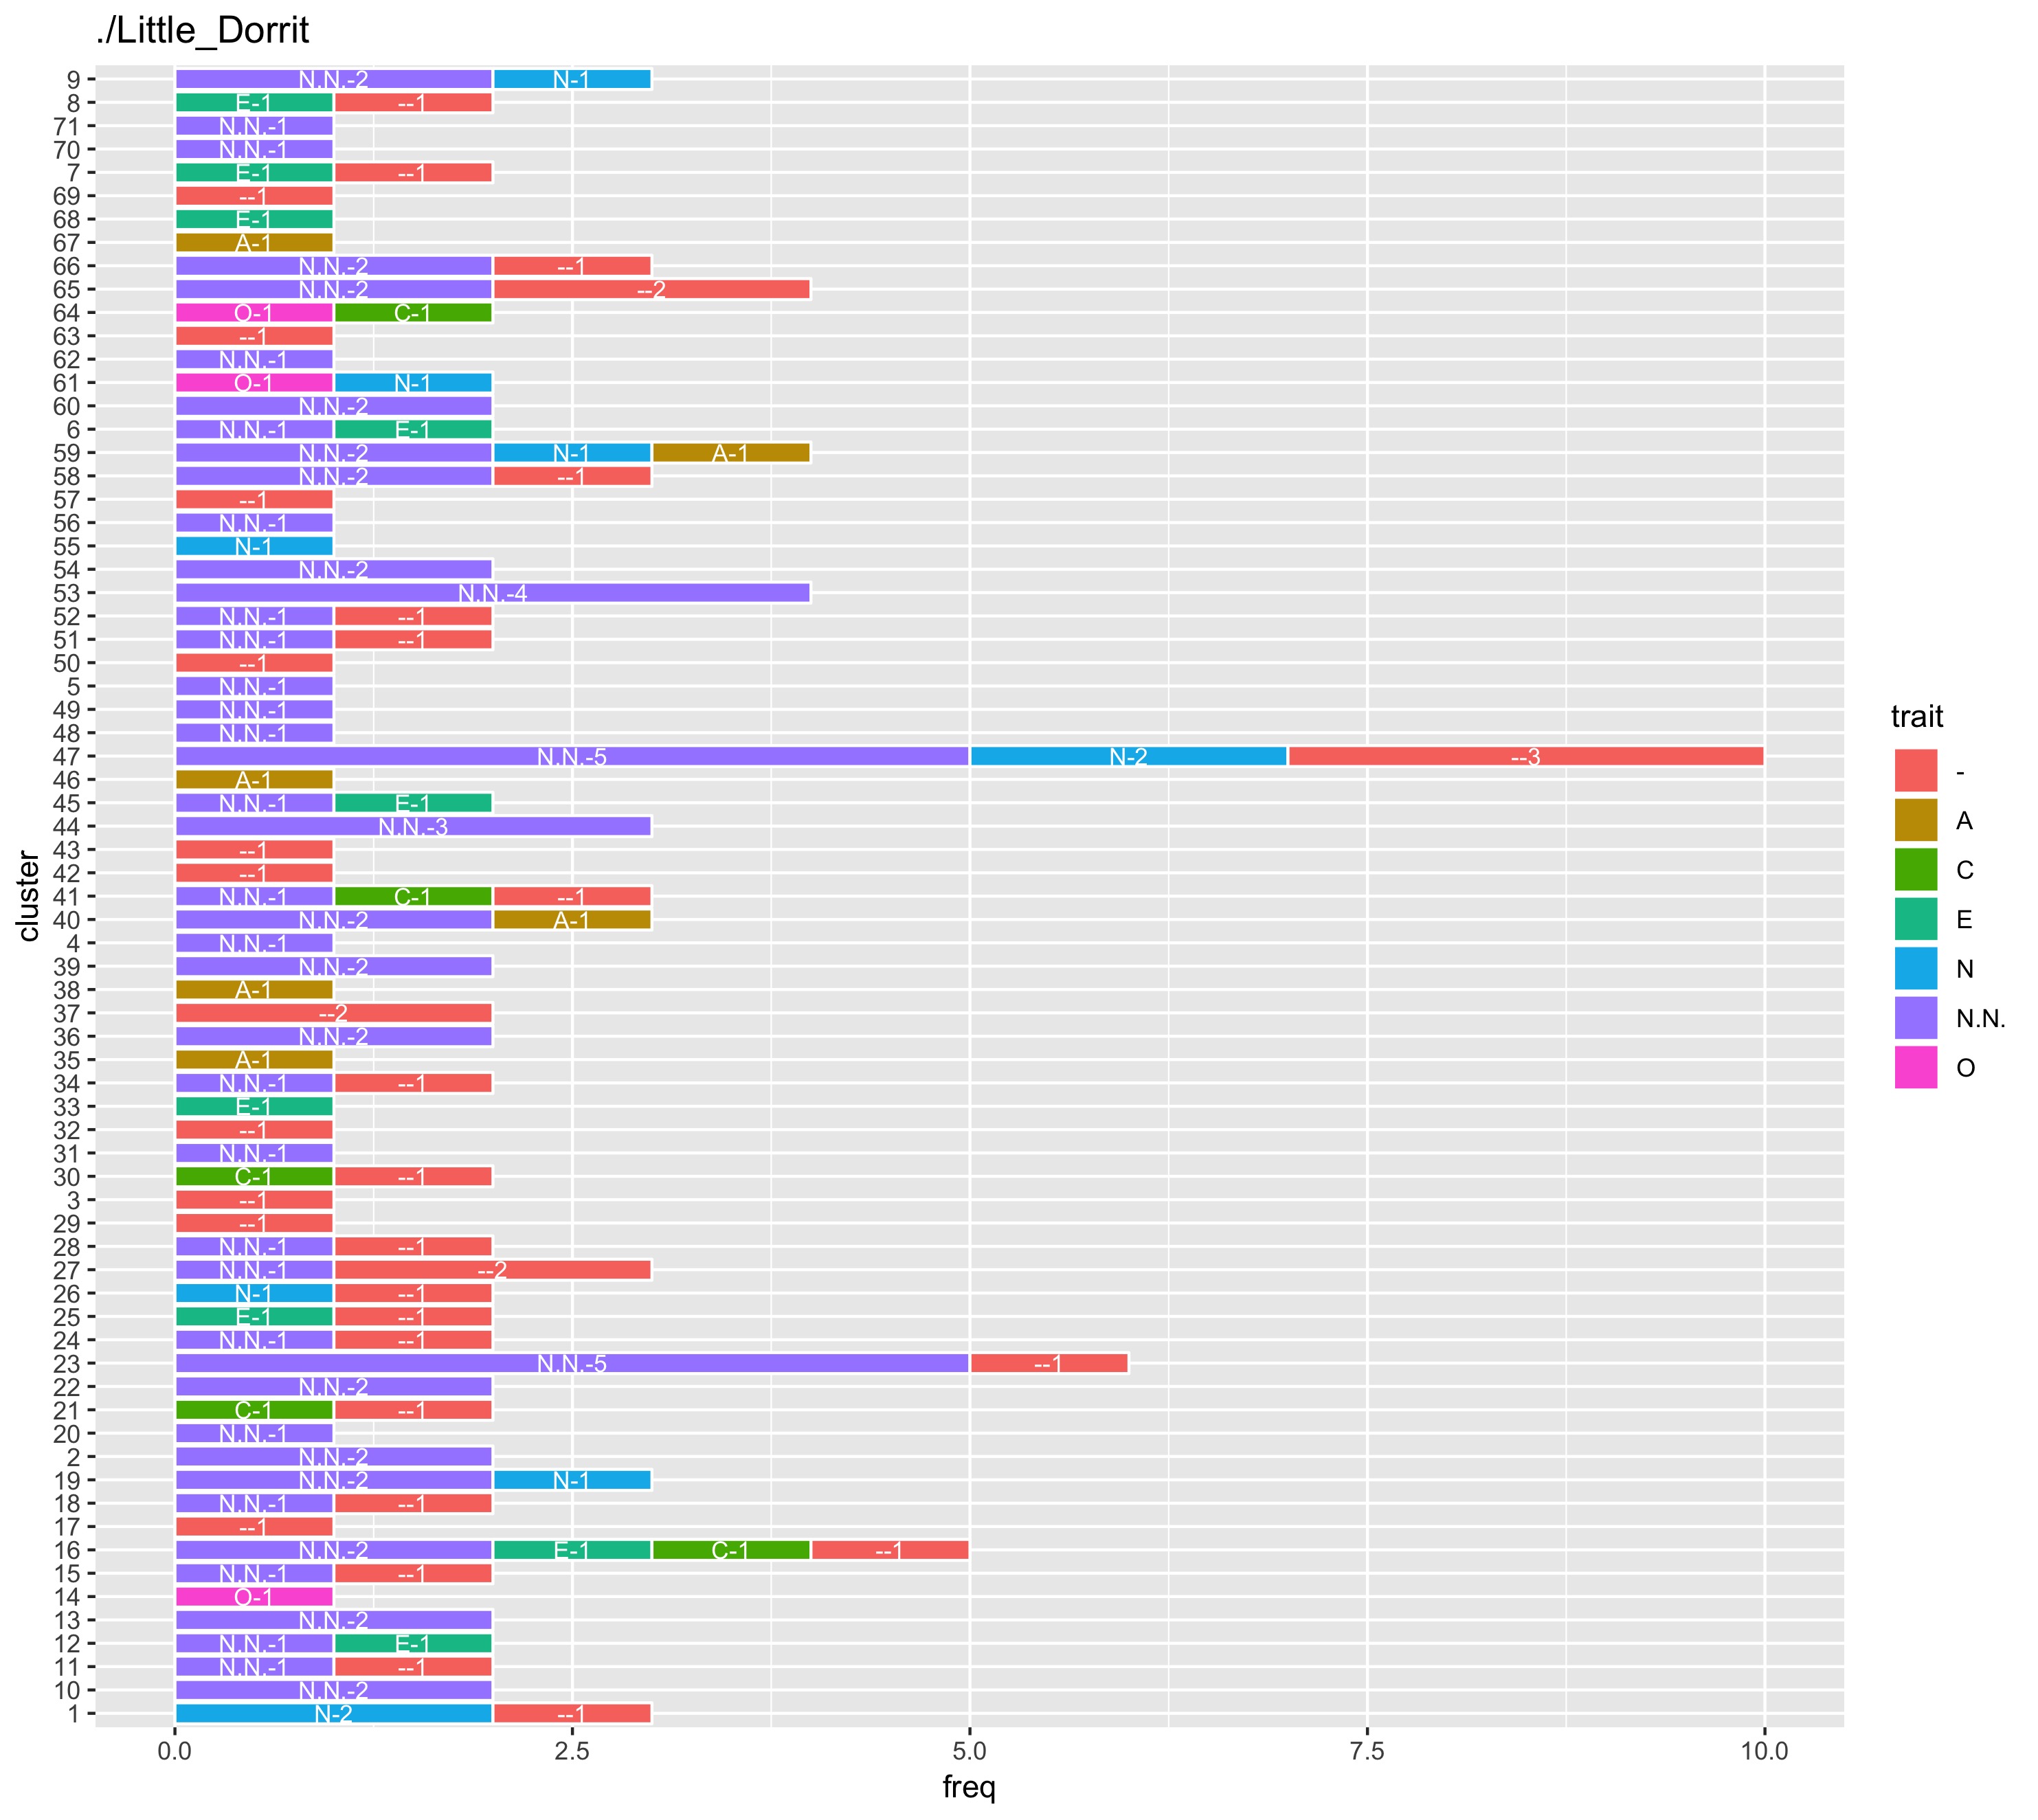 ./Little_Dorrit
9 N.N.-2 N-1
8 E-1 --1
71 N.N.-1
70 N.N.-1
7 E-1 --1
69 --1
68 E-1
67 A-1
66 N.N.-2 --1
65 N.N.-2 --2
64 O-1 C-1
63 --1
62 N.N.-1
61 O-1 N-1
60 N.N.-2
6 N.N.-1 E-1
59 N.N.-2 N-1 A-1
58 N.N.-2 --1
57 --1
56 N.N.-1
55 N-1
54 N.N.-2
53 N.N.-4
52 N.N.-1 --1
51 N.N.-1 --1
50 --1
5 N.N.-1
49 N.N.-1
48 N.N.-1
47 N.N.-5 N-2 --3
46 A-1
45 N.N.-1 E-1
44 N.N.-3
43 --1
42 --1
41 N.N.-1 C-1 --1
40 N.N.-2 A-1
4 N.N.-1
39 N.N.-2
38 A-1
37 --2
36 N.N.-2
35 A-1
34 N.N.-1 --1
33 E-1
32 --1
31 N.N.-1
30 C-1 --1
3 --1
29 --1
28 N.N.-1 --1
27 N.N.-1 --2
26 N-1 --1
25 E-1 --1
24 N.N.-1 --1
23 N.N.-5 --1
22 N.N.-2
21 C-1 --1
20 N.N.-1
2 N.N.-2
19 N.N.-2 N-1
18 N.N.-1 --1
17 --1
16 N.N.-2 E-1 C-1 --1
15 N.N.-1 --1
14 O-1
13 N.N.-2
12 N.N.-1 E-1
11 N.N.-1 --1
10 N.N.-2
1 N-2 --1
0.0 2.5 5.0 7.5 10.0
freq
cluster
trait
-
A
C
E
N
N.N.
O